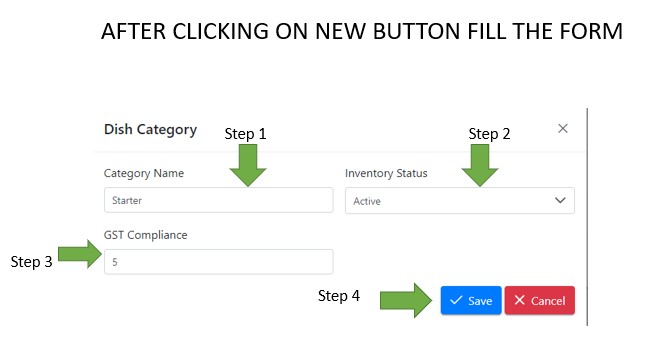 AFTER CLICKING ON NEW BUTTON FILL THE FORM
Dish Category
Step 1
Step 2
Category Name
Inventory Status
Starter
Active
GST Compliance
Step 3
5
Step 4
Save
Cancel